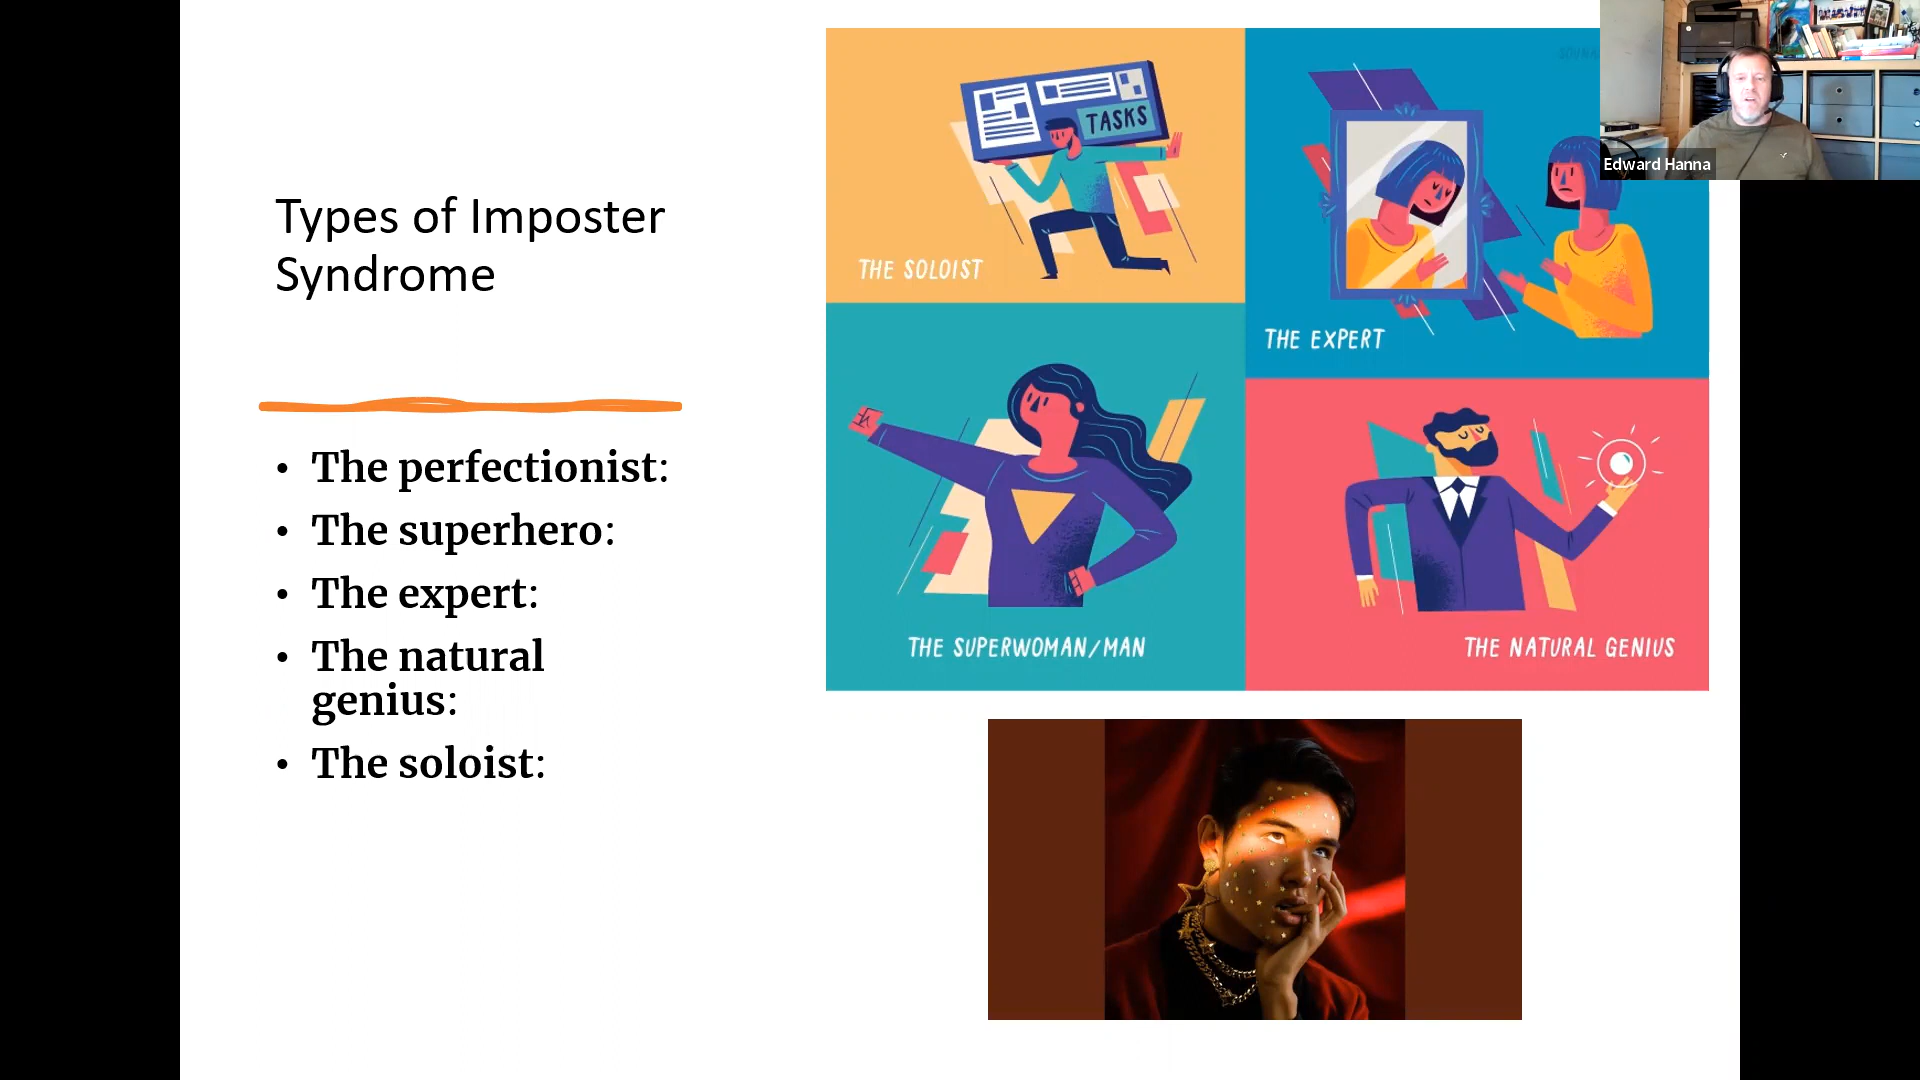 Types of Imposter
Syndrome
• The perfectionist:
• The superhero:
• The expert:
• The natural
genius:
• The soloist:
TASKS
THE SOLOIST
THE EXPERT
THE SUPERWOMAN/MAN
THE NATURAL GENIUS
Edward Hanna